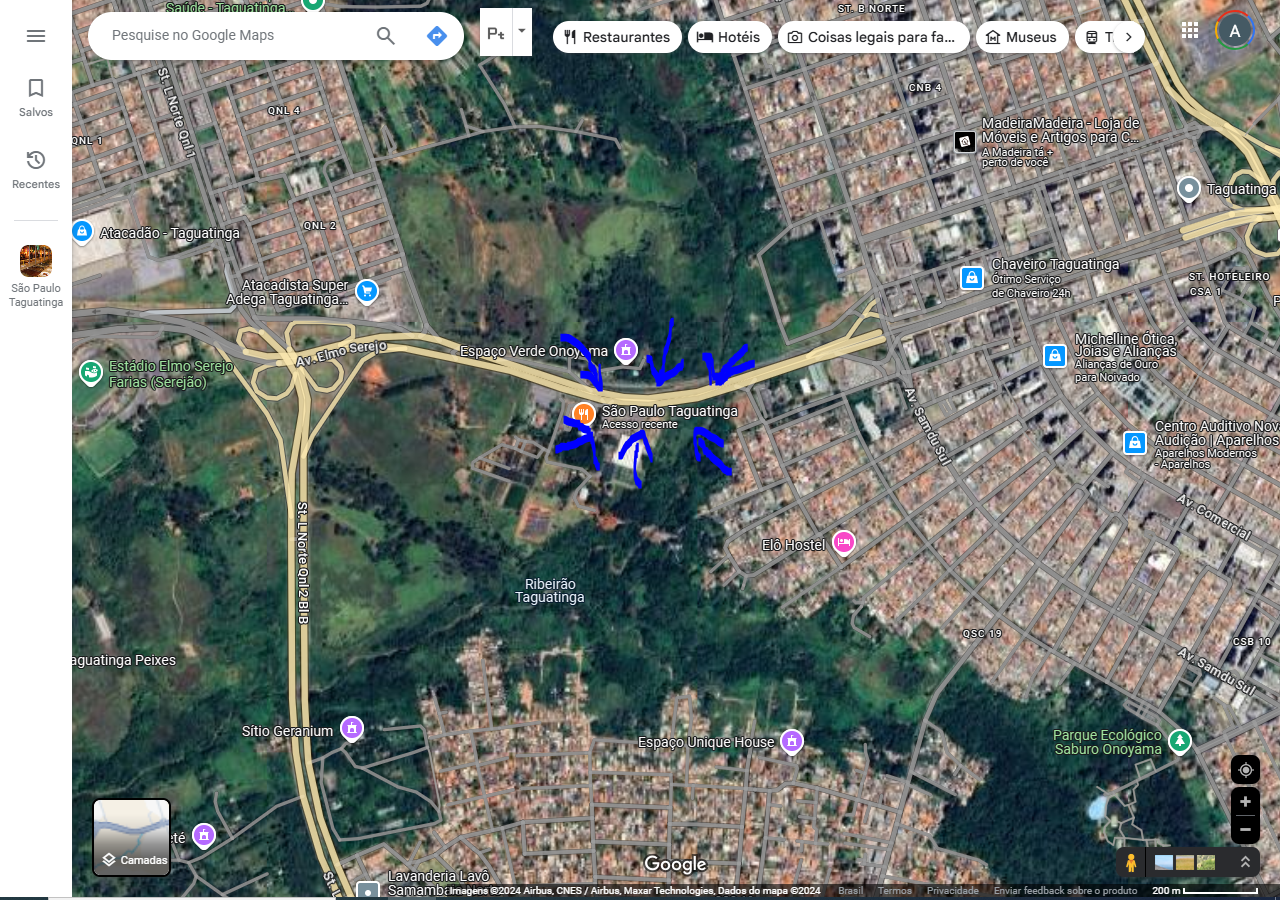 Saúde - Taguatinga...
Pesquise no Google Maps
Restaurantes
Hotéis
Coisas legais para fa...
Museus
T
A
Salvos
Recentes
São Paulo
Taguatinga
ST. B NORTE
St. L Norte Qnl 1
QNL 4
QNL 1
QNL 2
CNB 4
MadeiraMadeira - Loja de
Móveis e Artigos para C...
A Madeira tá +
perto de você
Taguatinga
Atacadão - Taguatinga
Atacadista Super
Adega Taguatinga...
Chaveiro Taguatinga
Ótimo Serviço
de Chaveiro 24h
ST. HOTELEIRO
CSA 1
Av. Elmo Serejo
Espaço Verde Onoyama
Estádio Elmo Serejo
Farias (Serejão)
Michelline Ótica,
Joias e Alianças
Alianças de Ouro
para Noivado
São Paulo Taguatinga
Acesso recente
Av. Samdu Sul
Centro Auditivo Nova
Audição | Aparelhos
Aparelhos Modernos
- Aparelhos
Av. Comercial
St. L Norte Qnl 2 Bl B
Elô Hostel
Ribeirão
Taguatinga
QSC 19
CSB 10
aguatinga Peixes
Av. Samdu Sul
Sítio Geranium
Espaço Unique House
Parque Ecológico
Saburo Onoyama
eté
Camadas
Google
Lavanderia Lavô
Samamba
Imagens ©2024 Airbus, CNES / Airbus, Maxar Technologies, Dados do mapa ©2024
Brasil
Termos
Privacidade
Enviar feedback sobre o produto
200 m